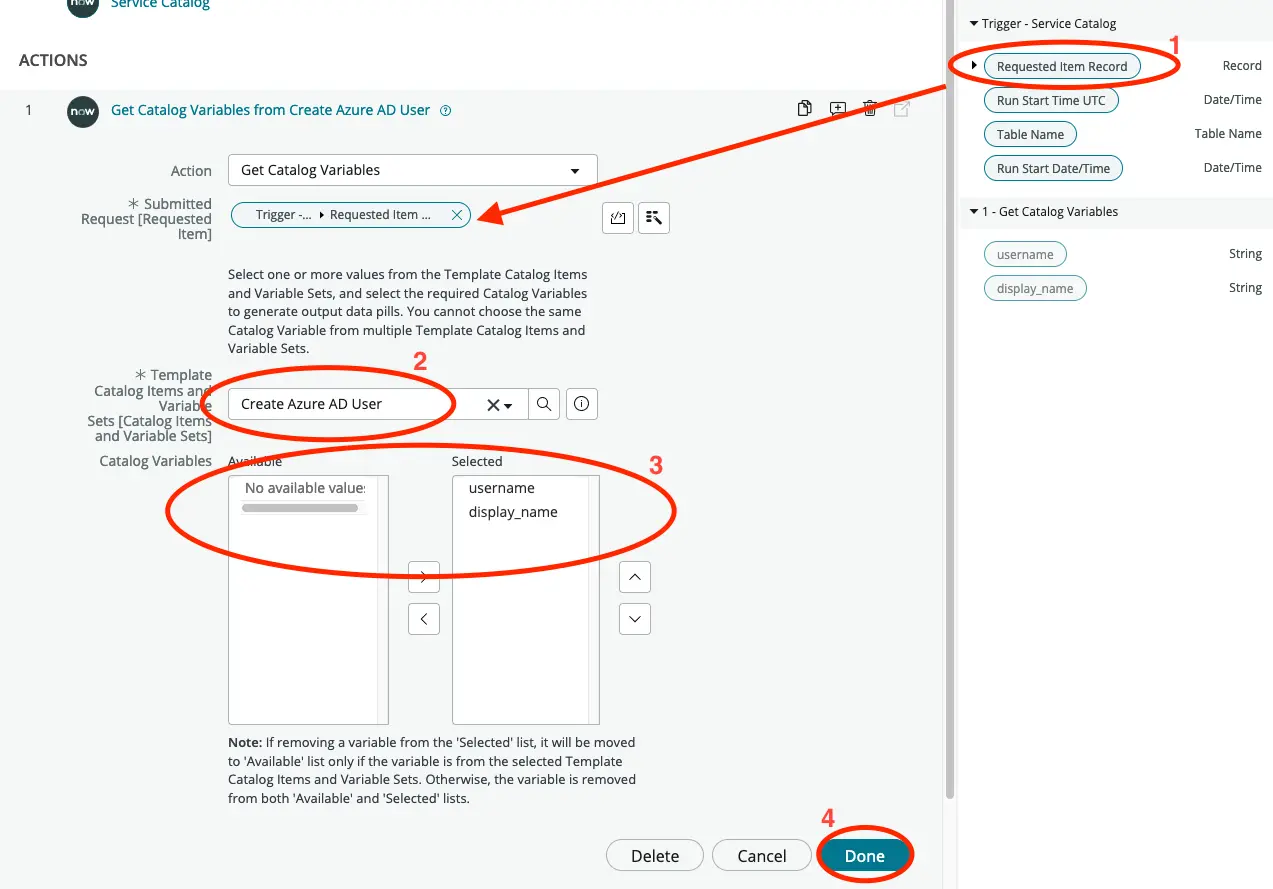 now
Service Catalog
ACTIONS
1
now
Get Catalog Variables from Create Azure AD User
Action
Get Catalog Variables
Submitted
Request [Requested
Item]
Trigger -... Requested Item ...
Select one or more values from the Template Catalog Items
and Variable Sets, and select the required Catalog Variables
to generate output data pills. You cannot choose the same
Catalog Variable from multiple Template Catalog Items and
Variable Sets.
2
Template
Catalog Items and
Variable
Sets [Catalog Items
and Variable Sets]
Create Azure AD User
Catalog Variables
Available
Selected
3
No available values
username
display_name
Note: If removing a variable from the 'Selected' list, it will be moved
to 'Available' list only if the variable is from the selected Template
Catalog Items and Variable Sets. Otherwise, the variable is removed
from both 'Available' and 'Selected' lists.
4
Delete
Cancel
Done
Trigger - Service Catalog
1
Requested Item Record Record
Run Start Time UTC Date/Time
Table Name Table Name
Run Start Date/Time Date/Time
1 - Get Catalog Variables
username String
display_name String